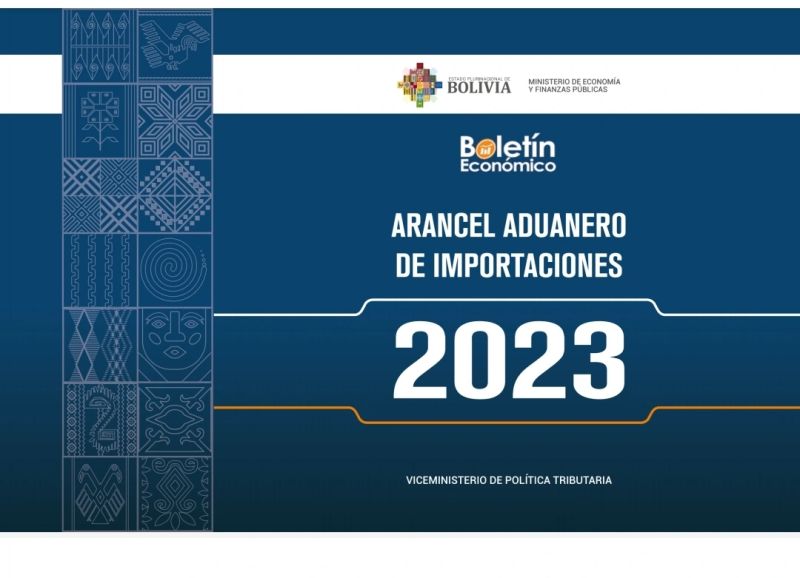 ESTADO PLURINACIONAL DE
BOLIVIA
MINISTERIO DE ECONOMÍA
Y FINANZAS PÚBLICAS
Boletín
Económico
ARANCEL ADUANERO
DE IMPORTACIONES
2023
VICEMINISTERIO DE POLÍTICA TRIBUTARIA